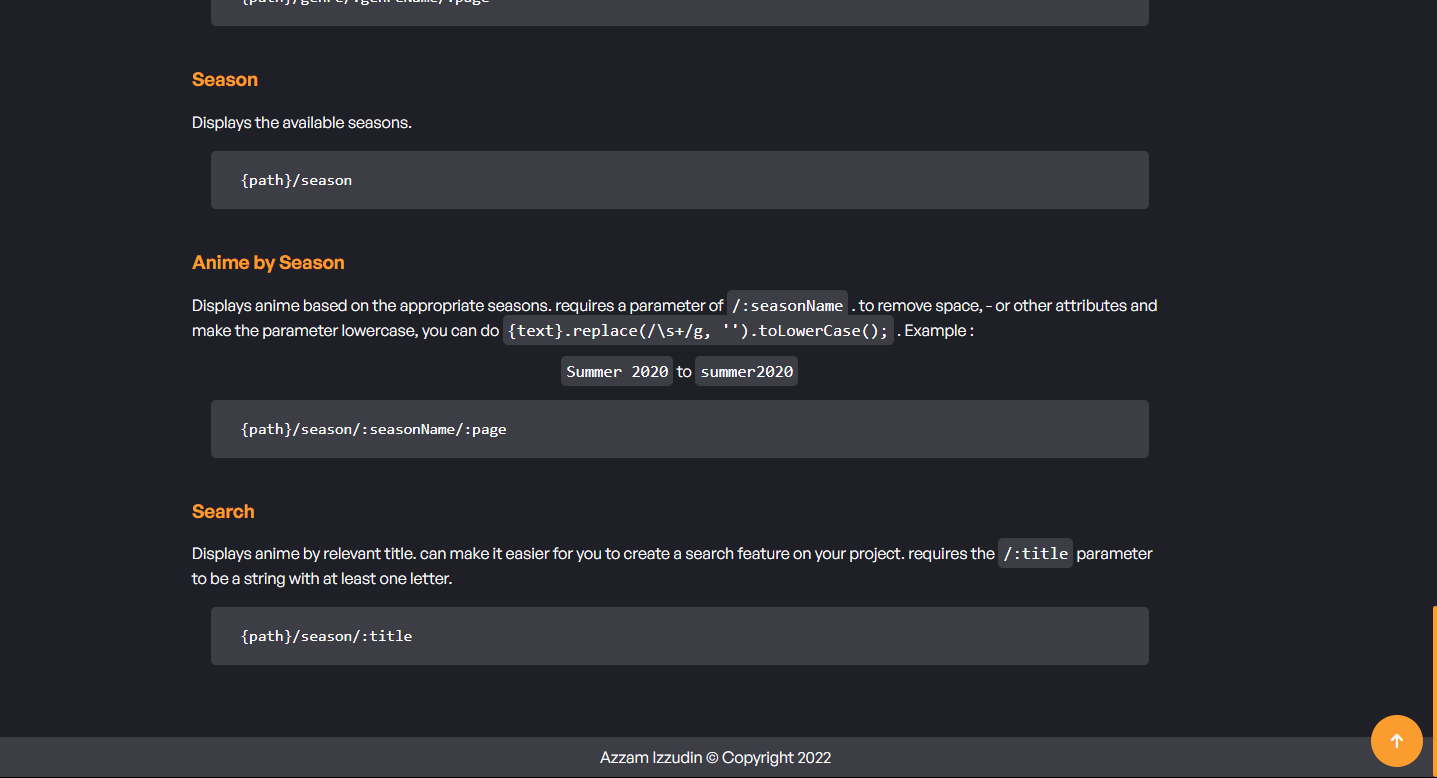 {path}/genre/:genreName/:page
Season
Displays the available seasons.
{path}/season
Anime by Season
Displays anime based on the appropriate seasons. requires a parameter of /:seasonName . to remove space, - or other attributes and
make the parameter lowercase, you can do {text}.replace(/\s+/g, '').toLowerCase(); . Example :
Summer 2020 to summer2020
{path}/season/:seasonName/:page
Search
Displays anime by relevant title. can make it easier for you to create a search feature on your project. requires the /:title parameter
to be a string with at least one letter.
{path}/season/:title
Azzam Izzudin © Copyright 2022